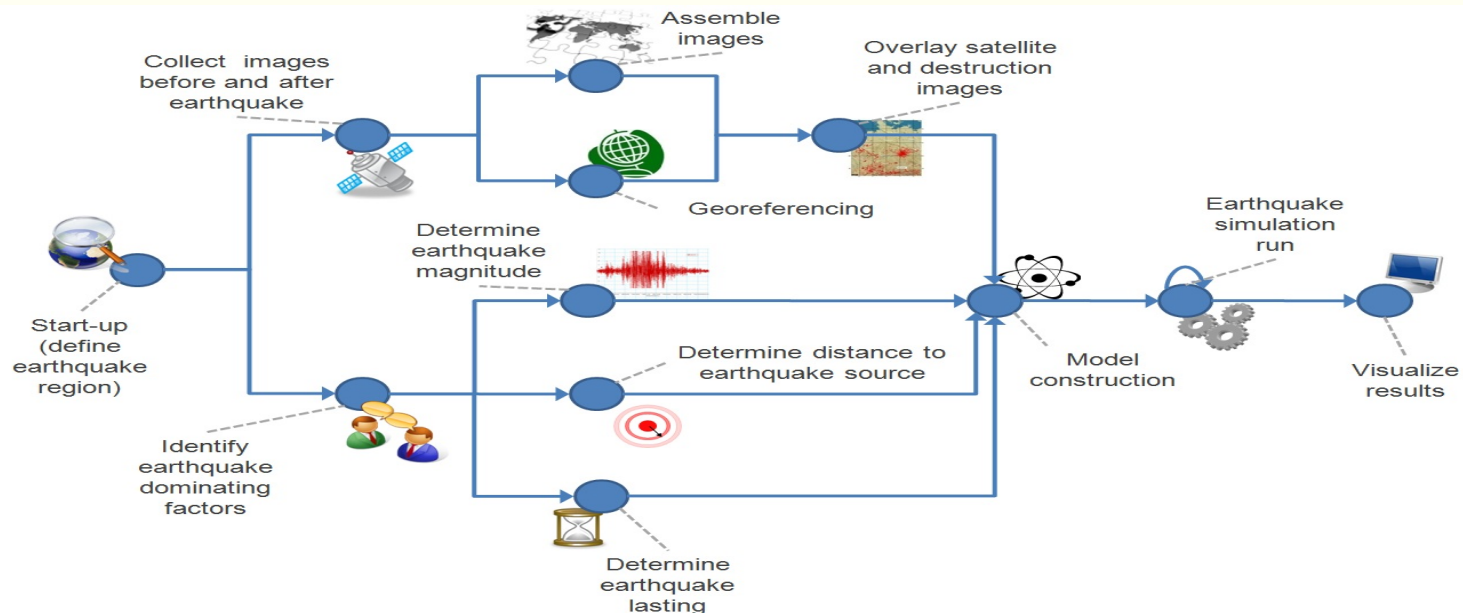 Assemble
images
Collect images
before and after
earthquake
Overlay satellite
and destruction
images
Georeferencing
Determine
earthquake
magnitude
Earthquake
simulation
run
Start-up
(define
earthquake
region)
Determine distance to
earthquake source
Model
construction
Visualize
results
Identify
earthquake
dominating
factors
Determine
earthquake
lasting